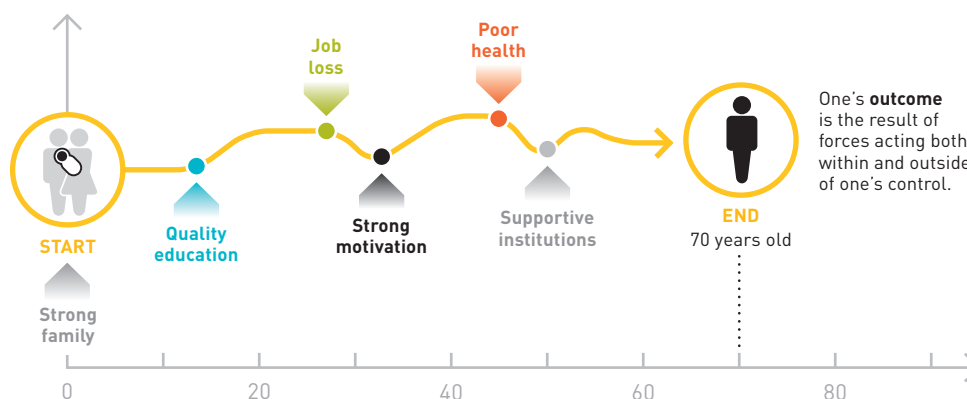 Job
loss
Poor
health
One's outcome
is the result of
forces acting both
within and outside
of one's control.
START
Quality
education
Strong
motivation
Supportive
institutions
END
70 years old
Strong
family
0
20
40
60
80